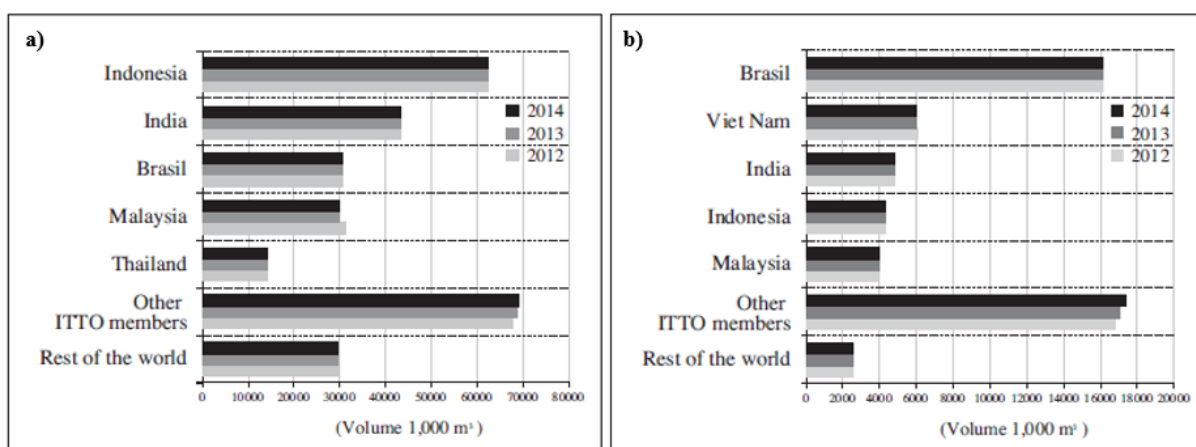 a)
Indonesia
India
Brasil
Malaysia
Thailand
Other
ITTO members
Rest of the world
2014
2013
2012
0 10000 20000 30000 40000 50000 60000 70000 80000
(Volume 1,000 m³ )
b)
Brasil
Viet Nam
India
Indonesia
Malaysia
Other
ITTO members
Rest of the world
2014
2013
2012
0 2000 4000 6000 8000 10000 12000 14000 16000 18000 20000
(Volume 1,000 m³ )